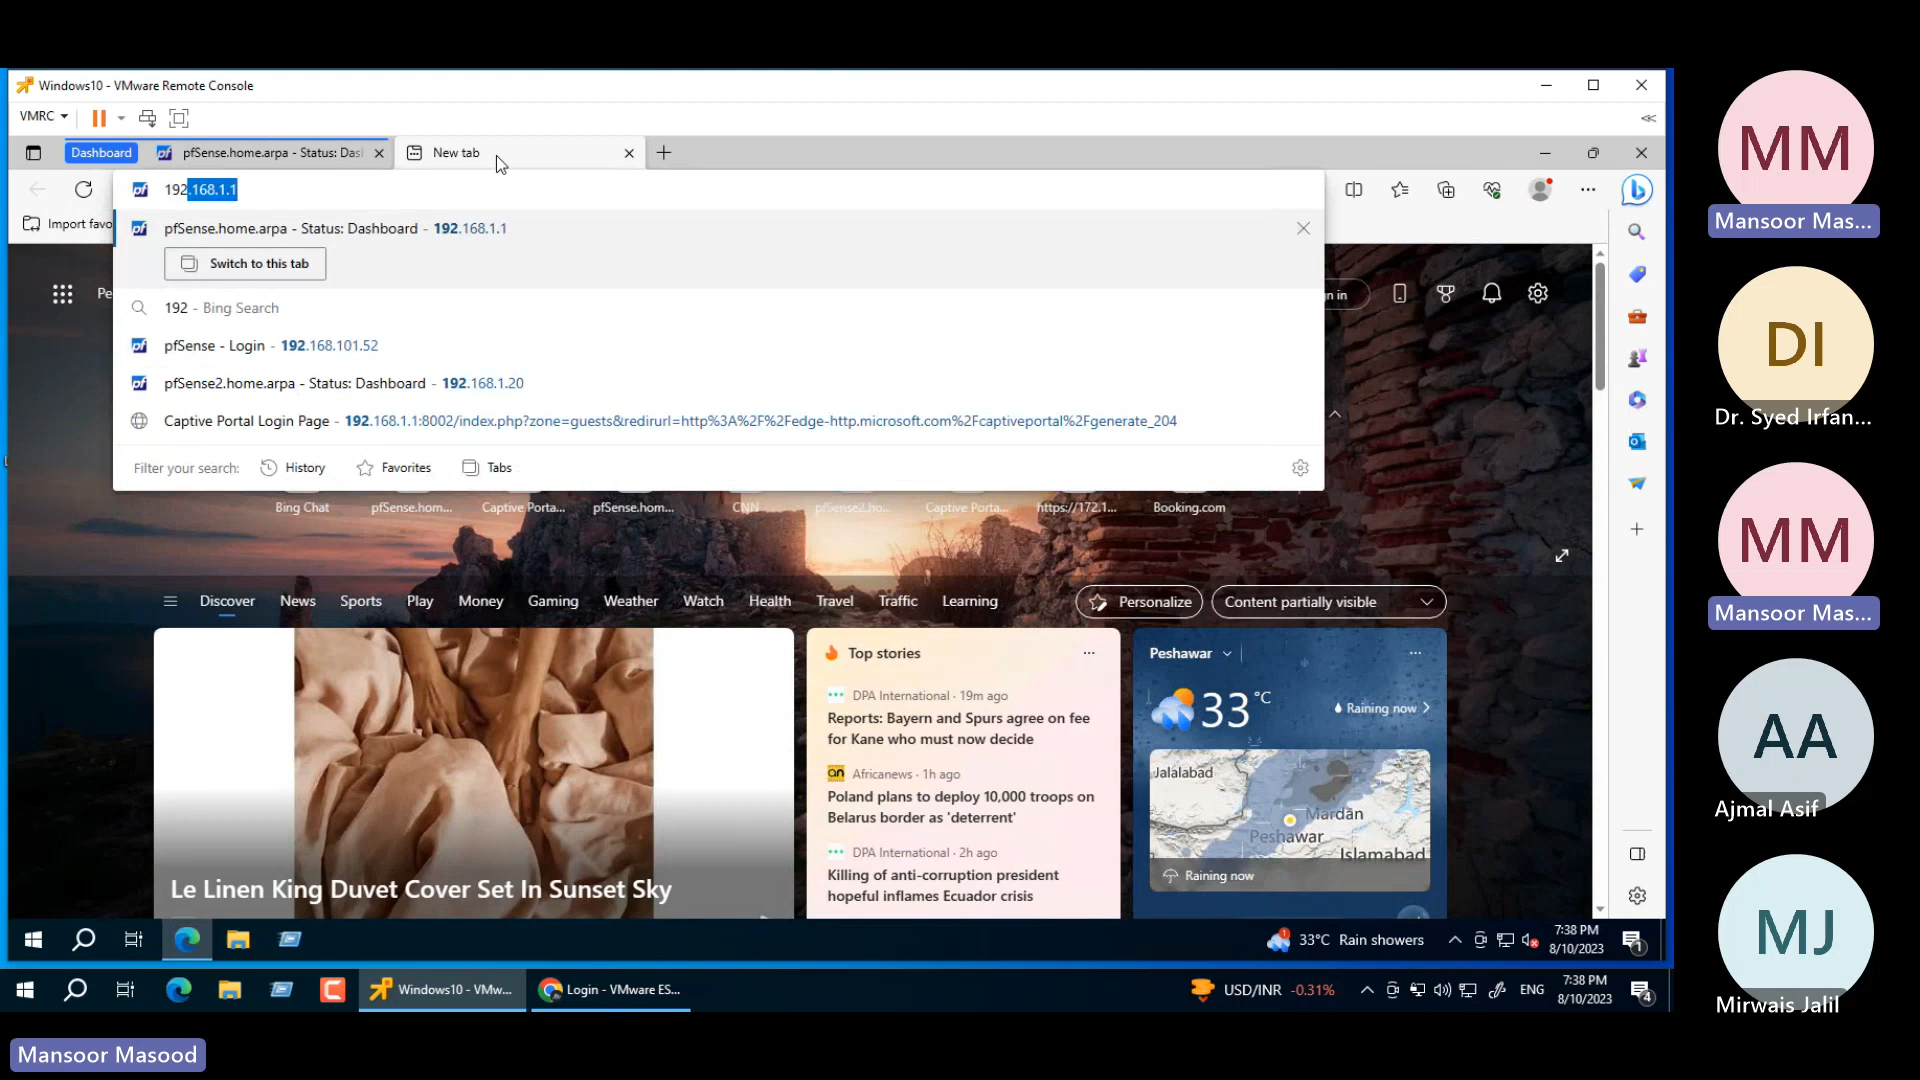 Windows10 - VMware Remote Console
VMRC
Dashboard
pfSense.home.arpa - Status: Das
New tab
192.168.1.1
Import favo
pfSense.home.arpa - Status: Dashboard - 192.168.1.1
Switch to this tab
192 - Bing Search
pfSense - Login - 192.168.101.52
pfSense2.home.arpa - Status: Dashboard - 192.168.1.20
Captive Portal Login Page - 192.168.1.1:8002/index.php?zone=guests&redirurl=http%3A%2F%2Fedge-http.microsoft.com%2Fcaptiveportal%2Fgenerate_204
Filter your search:
History
Favorites
Tabs
Pe
n in
Bing Chat
pfSense.hom...
Captive Porta...
pfSense.hom...
CNN
pfSense2.ho...
Captive Porta...
https://172.1...
Booking.com
Discover
News
Sports
Play
Money
Gaming
Weather
Watch
Health
Travel
Traffic
Learning
Personalize
Content partially visible
Le Linen King Duvet Cover Set In Sunset Sky
Top stories
DPA International · 19m ago
Reports: Bayern and Spurs agree on fee
for Kane who must now decide
an
Africanews · 1h ago
Poland plans to deploy 10,000 troops on
Belarus border as 'deterrent'
DPA International · 2h ago
Killing of anti-corruption president
hopeful inflames Ecuador crisis
Peshawar
33 °C
Raining now
Jalalabad
Mardan
Peshawar
Islamabad
Raining now
33°C Rain showers
7:38 PM
8/10/2023
1
Windows10 - VMw...
Login - VMware ES...
USD/INR -0.31%
ENG
7:38 PM
8/10/2023
4
Mansoor Masood
MM
Mansoor Mas...
DI
Dr. Syed Irfan...
MM
Mansoor Mas...
AA
Ajmal Asif
MJ
Mirwais Jalil